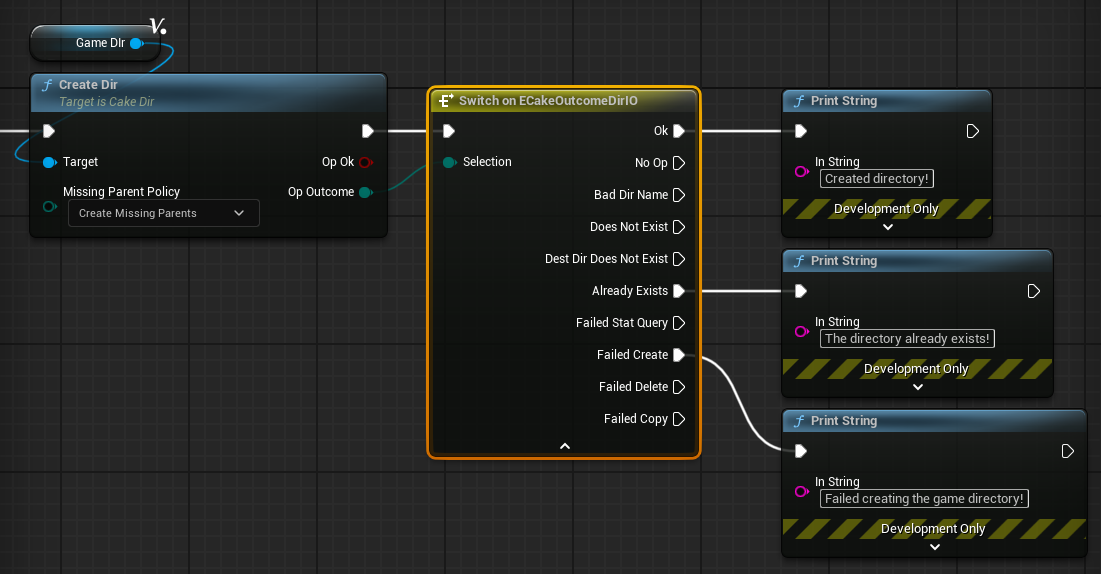 Game DIr
Create Dir
Target is Cake Dir
Target
Op Ok
Missing Parent Policy
Op Outcome
Create Missing Parents
Switch on ECakeOutcomeDirIO
Selection
Ok
No Op
Bad Dir Name
Does Not Exist
Dest Dir Does Not Exist
Already Exists
Failed Stat Query
Failed Create
Failed Delete
Failed Copy
Print String
In String
Created directory!
Development Only
Print String
In String
The directory already exists!
Development Only
Print String
In String
Failed creating the game directory!
Development Only